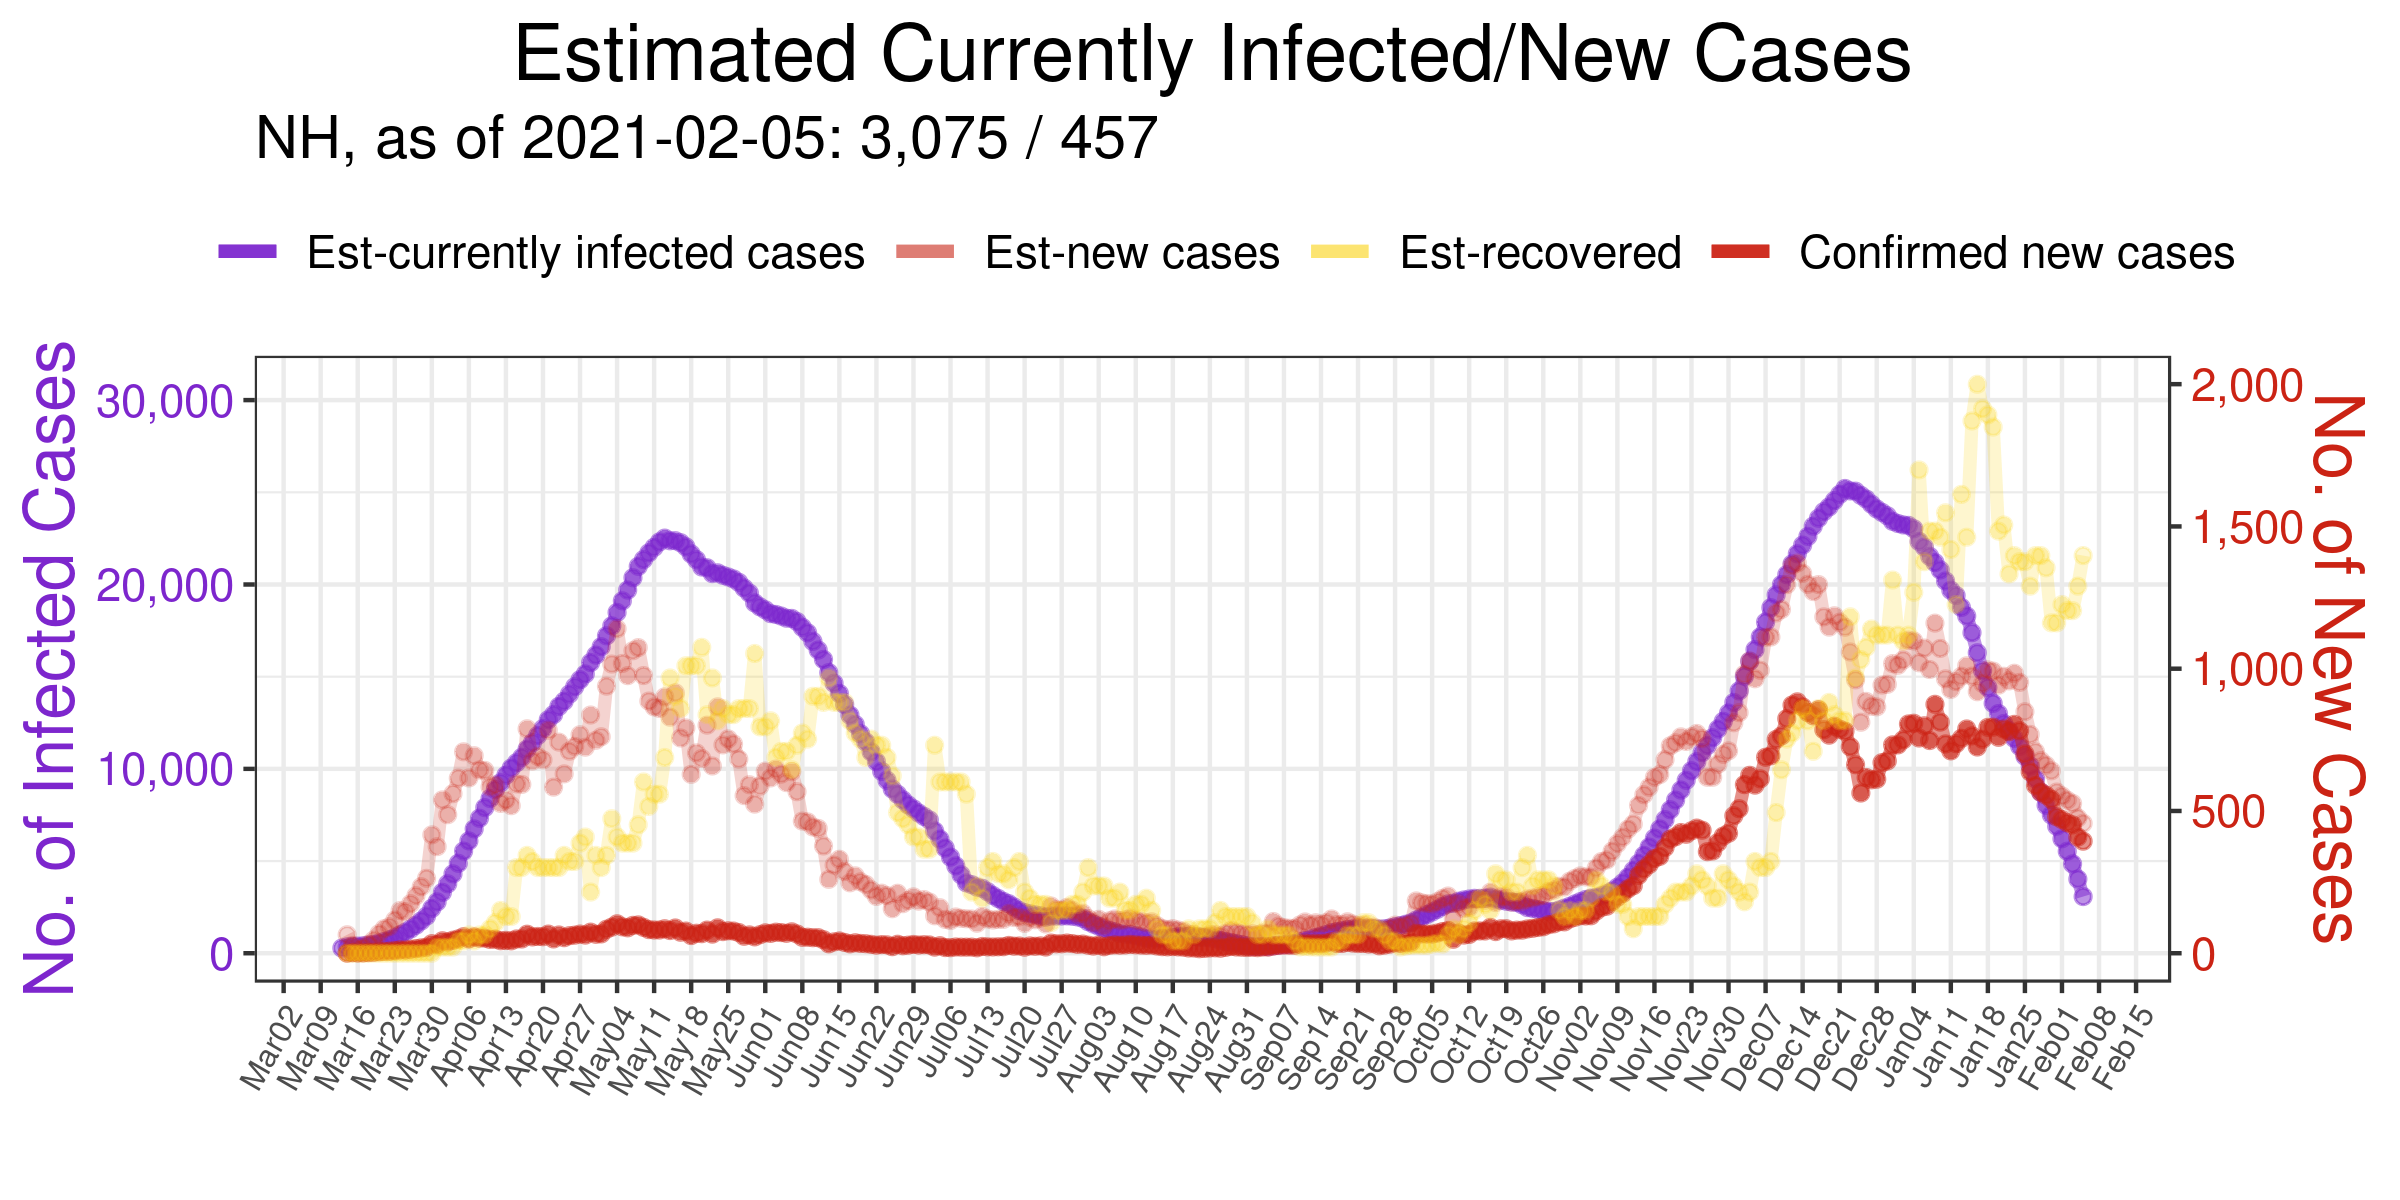 Estimated Currently Infected/New Cases
NH, as of 2021-02-05: 3,075 / 457
Est-currently infected cases Est-new cases Est-recovered Confirmed new cases
No. of Infected Cases
30,000
20,000
10,000
0
2,000
1,500
1,000
500
0
No. of New Cases
Mar02 Mar09 Mar16 Mar23 Mar30 Apr06 Apr13 Apr20 Apr27 May04 May11 May18 May25 Jun01 Jun08 Jun15 Jun22 Jun29 Jul06 Jul13 Jul20 Jul27 Aug03 Aug10 Aug17 Aug24 Aug31 Sep07 Sep14 Sep21 Sep28 Oct05 Oct12 Oct19 Oct26 Nov02 Nov09 Nov16 Nov23 Nov30 Dec07 Dec14 Dec21 Dec28 Dec04 Jan11 Jan18 Jan25 Feb01 Feb08 Feb15